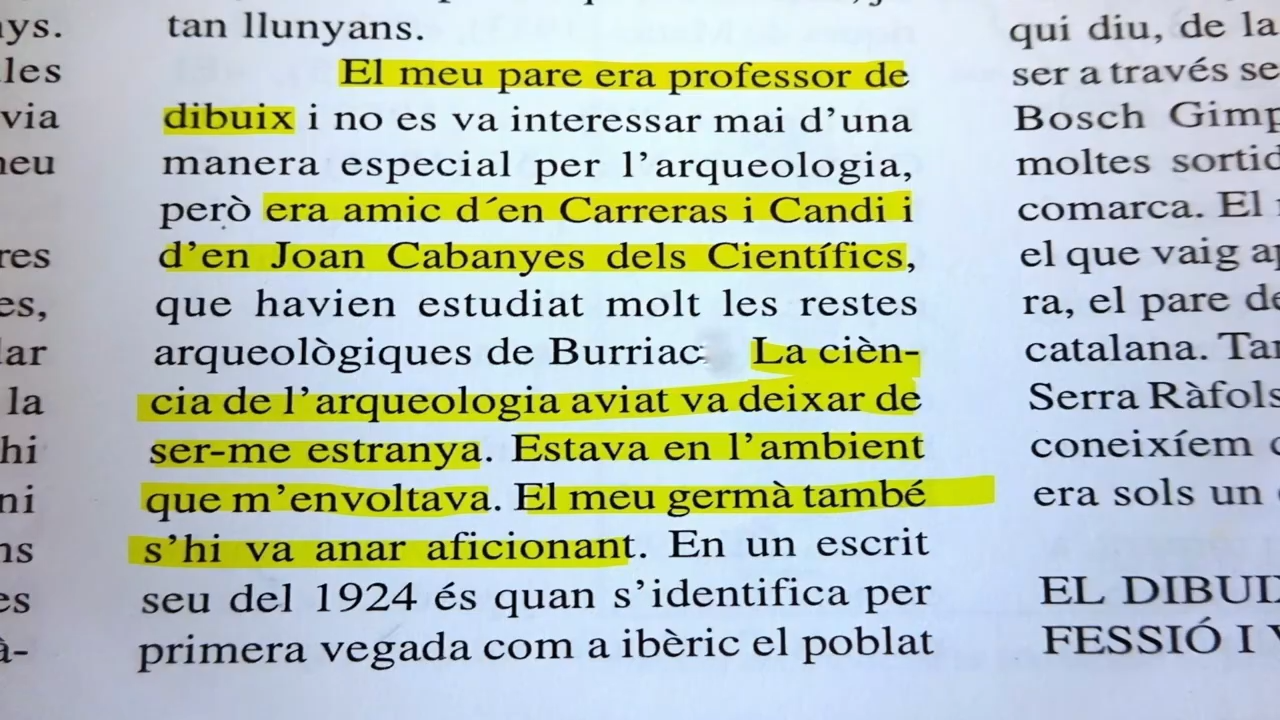 tan llunyans.
El meu pare era professor de
dibuix i no es va interessar mai d'una
manera especial per l'arqueologia,
però era amic d´en Carreras i Candi i
d'en Joan Cabanyes dels Científics,
que havien estudiat molt les restes
arqueològiques de Burriac
La cièn-
cia de l'arqueologia aviat va deixar de
ser-me estranya. Estava en l'ambient
que m'envoltava. El meu germà també
s'hi va anar aficionant. En un escrit
seu del 1924 és quan s'identifica per
primera vegada com a ibèric el poblat
qui diu, de la
ser a través se
Bosch Gimp
moltes sortid
comarca. El
el que vaig
ra, el pare de
catalana. Tar
Serra Ràfols
coneixíem
era sols un
EL DIBUI
FESSIÓ I